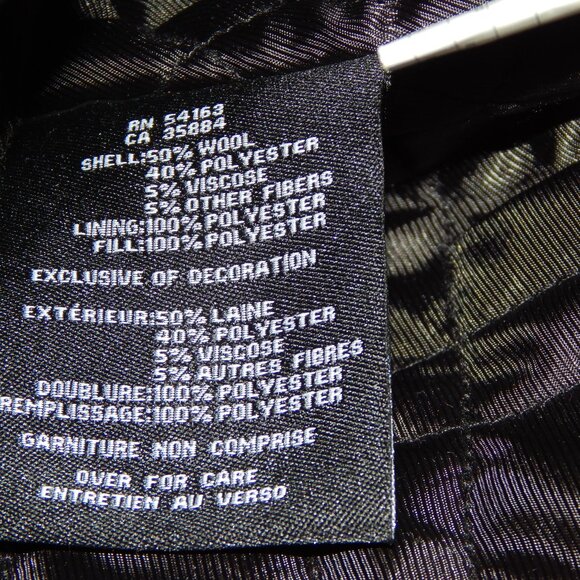 RN 54163
CA 35884
SHELL:50% WOOL
40% POLYESTER
5% VISCOSE
5% OTHER FIBERS
LINING:100% POLYESTER
FILL:100% POLYESTER
EXCLUSIVE OF DECORATION
EXTÉRIEUR:50% LAINE
40% POLYESTER
5% VISCOSE
5% AUTRES FIBRES
DOUBLURE:100% POLYESTER
REMPLISSAGE:100% POLYESTER
GARNITURE NON COMPRISE
OVER FOR CARE
ENTRETIEN AU VERSO